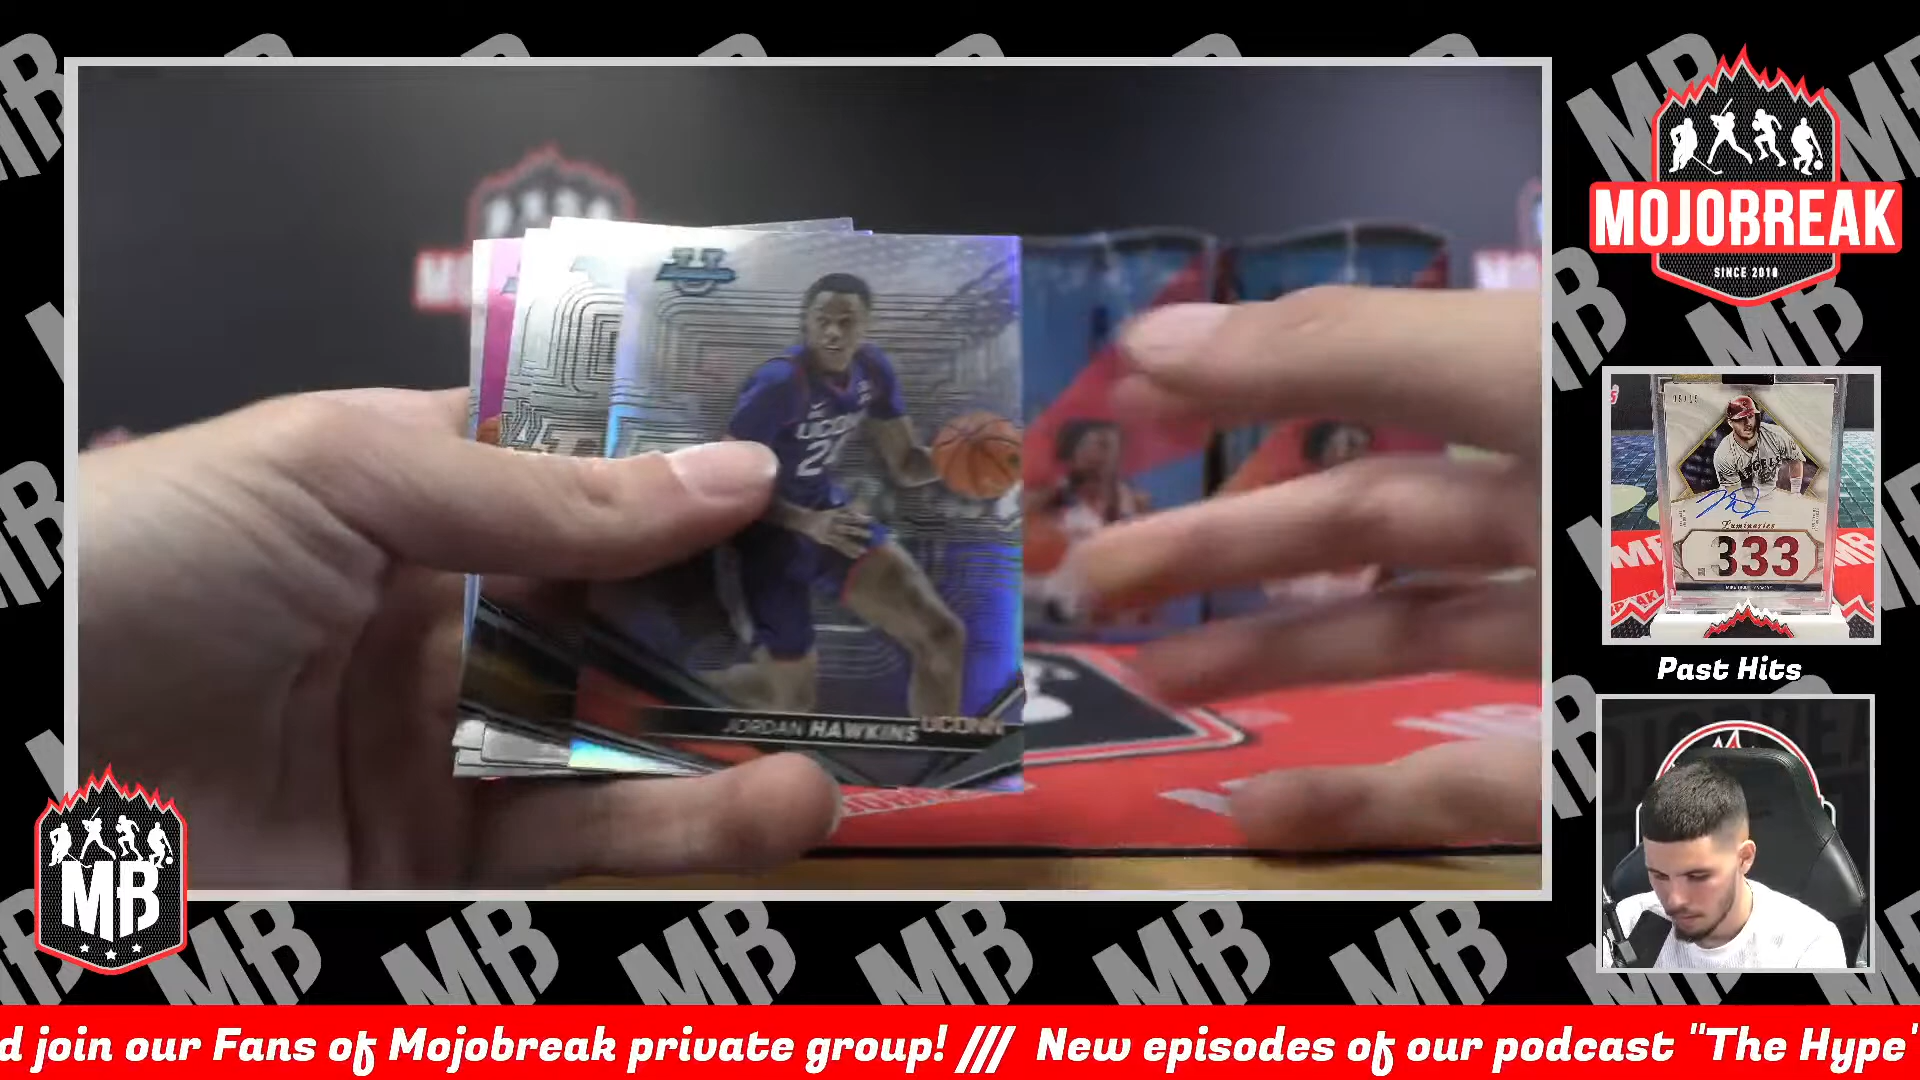 MOJOBREAK
SINCE 2010
UCONN
24
JORDAN HAWKINS UCONN
Luminaries
333
Past Hits
MB
d join our Fans of Mojobreak private group! /// New episodes of our podcast "The Hype"